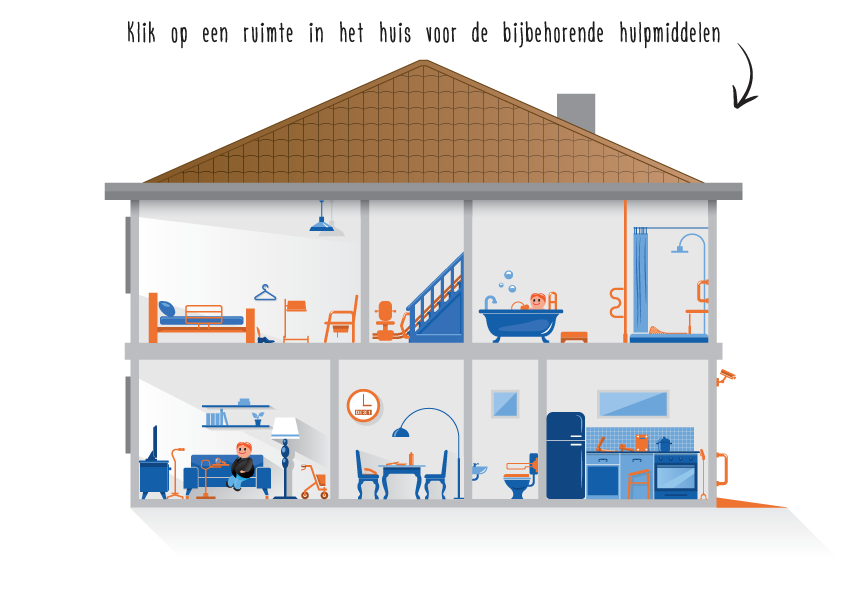 Klik op een ruimte in het huis voor de bijbehorende hulpmiddelen